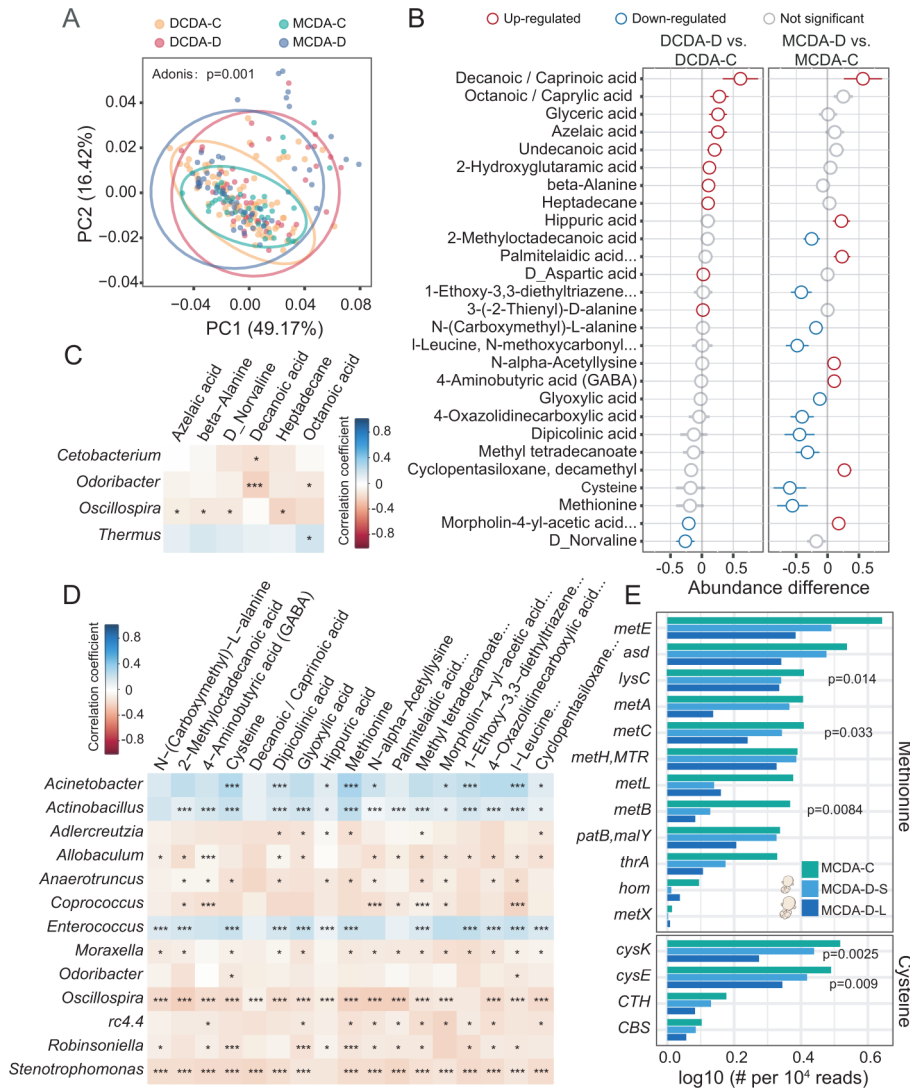 A
DCDA-C
MCDA-C
DCDA-D
MCDA-D
Adonis: p=0.001
PC2 (16.42%)
0.04
0.02
0.00
−0.02
−0.04
−0.04
0.00
0.04
0.08
PC1 (49.17%)
B
Up-regulated
Down-regulated
Not significant
DCDA-D vs.
DCDA-C
MCDA-D vs.
MCDA-C
Decanoic / Caprinoic acid
Octanoic / Caprylic acid
Glyceric acid
Azelaic acid
Undecanoic acid
2-Hydroxyglutaramic acid
beta-Alanine
Heptadecane
Hippuric acid
2-Methyloctadecanoic acid
Palmitelaidic acid...
D_Aspartic acid
1-Ethoxy-3,3-diethyltriazene...
3-(-2-Thienyl)-D-alanine
N-(Carboxymethyl)-L-alanine
l-Leucine, N-methoxycarbonyl...
N-alpha-Acetyllysine
4-Aminobutyric acid (GABA)
Glyoxylic acid
4-Oxazolidinecarboxylic acid
Dipicolinic acid
Methyl tetradecanoate
Cyclopentasiloxane, decamethyl
Cysteine
Methionine
Morpholin-4-yl-acetic acid...
D_Norvaline
-0.5
0
0.5
-0.5
0
0.5
Abundance difference
C
Azelaic acid
beta−Alanine
D_Norvaline
Decanoic acid
Heptadecane
Octanoic acid
Cetobacterium *
Odoribacter *** *
Oscillospira * * * *
Thermus *
Correlation coefficient
0.8
0.4
0
-0.4
-0.8
D
Correlation coefficient
0.8
0.4
0
-0.4
-0.8
N−(Carboxymethyl)−L−alanine
2−Methyloctadecanoic acid
4−Aminobutyric acid (GABA)
Cysteine
Decanoic / Caprinoic acid
Dipicolinic acid
Glyoxylic acid
Hippuric acid
Methionine
N−alpha−Acetyllysine
Palmitelaidic acid...
Methyl tetradecanoate...
Morpholin−4−yl−acetic acid...
1−Ethoxy−3,3−diethyltriazene...
4−Oxazolidinecarboxylic acid...
l−Leucine...
Cyclopentasiloxane...
Acinetobacter *** * * *** * * *** *** *
Actinobacillus *** *** *** *** *** * *** *** *** *** * *** *** *** *
Adlercreutzia * * * * * *
Allobaculum * * *** * * * * * * * * * *
Anaerotruncus * * * * * * * * * *
Coprococcus * *** *** * *** * ***
Enterococcus *** *** *** *** *** *** *** *** *** *** *** ***
Moraxella * * * * * * * * * * * * *
Odoribacter * *
Oscillospira *** *** *** *** *** *** *** *** *** *** *** *** *** *** *** ***
rc4.4 * * * * * * * * *
Robinsoniella * * *** *** * *** * * * * * *
Stenotrophomonas *** *** *** *** *** *** *** *** *** *** *** *** *** *** *** *** ***
E
metE
asd
lysC p=0.014
metA
metC p=0.033
metH,MTR
metL
metB p=0.0084
patB,malY
thrA
hom
metX
MCDA-C
MCDA-D-S
MCDA-D-L
Methionine
cysK p=0.0025
cysE p=0.009
CTH
CBS
Cysteine
0.0
0.2
0.4
0.6
log10 (# per 10⁴ reads)